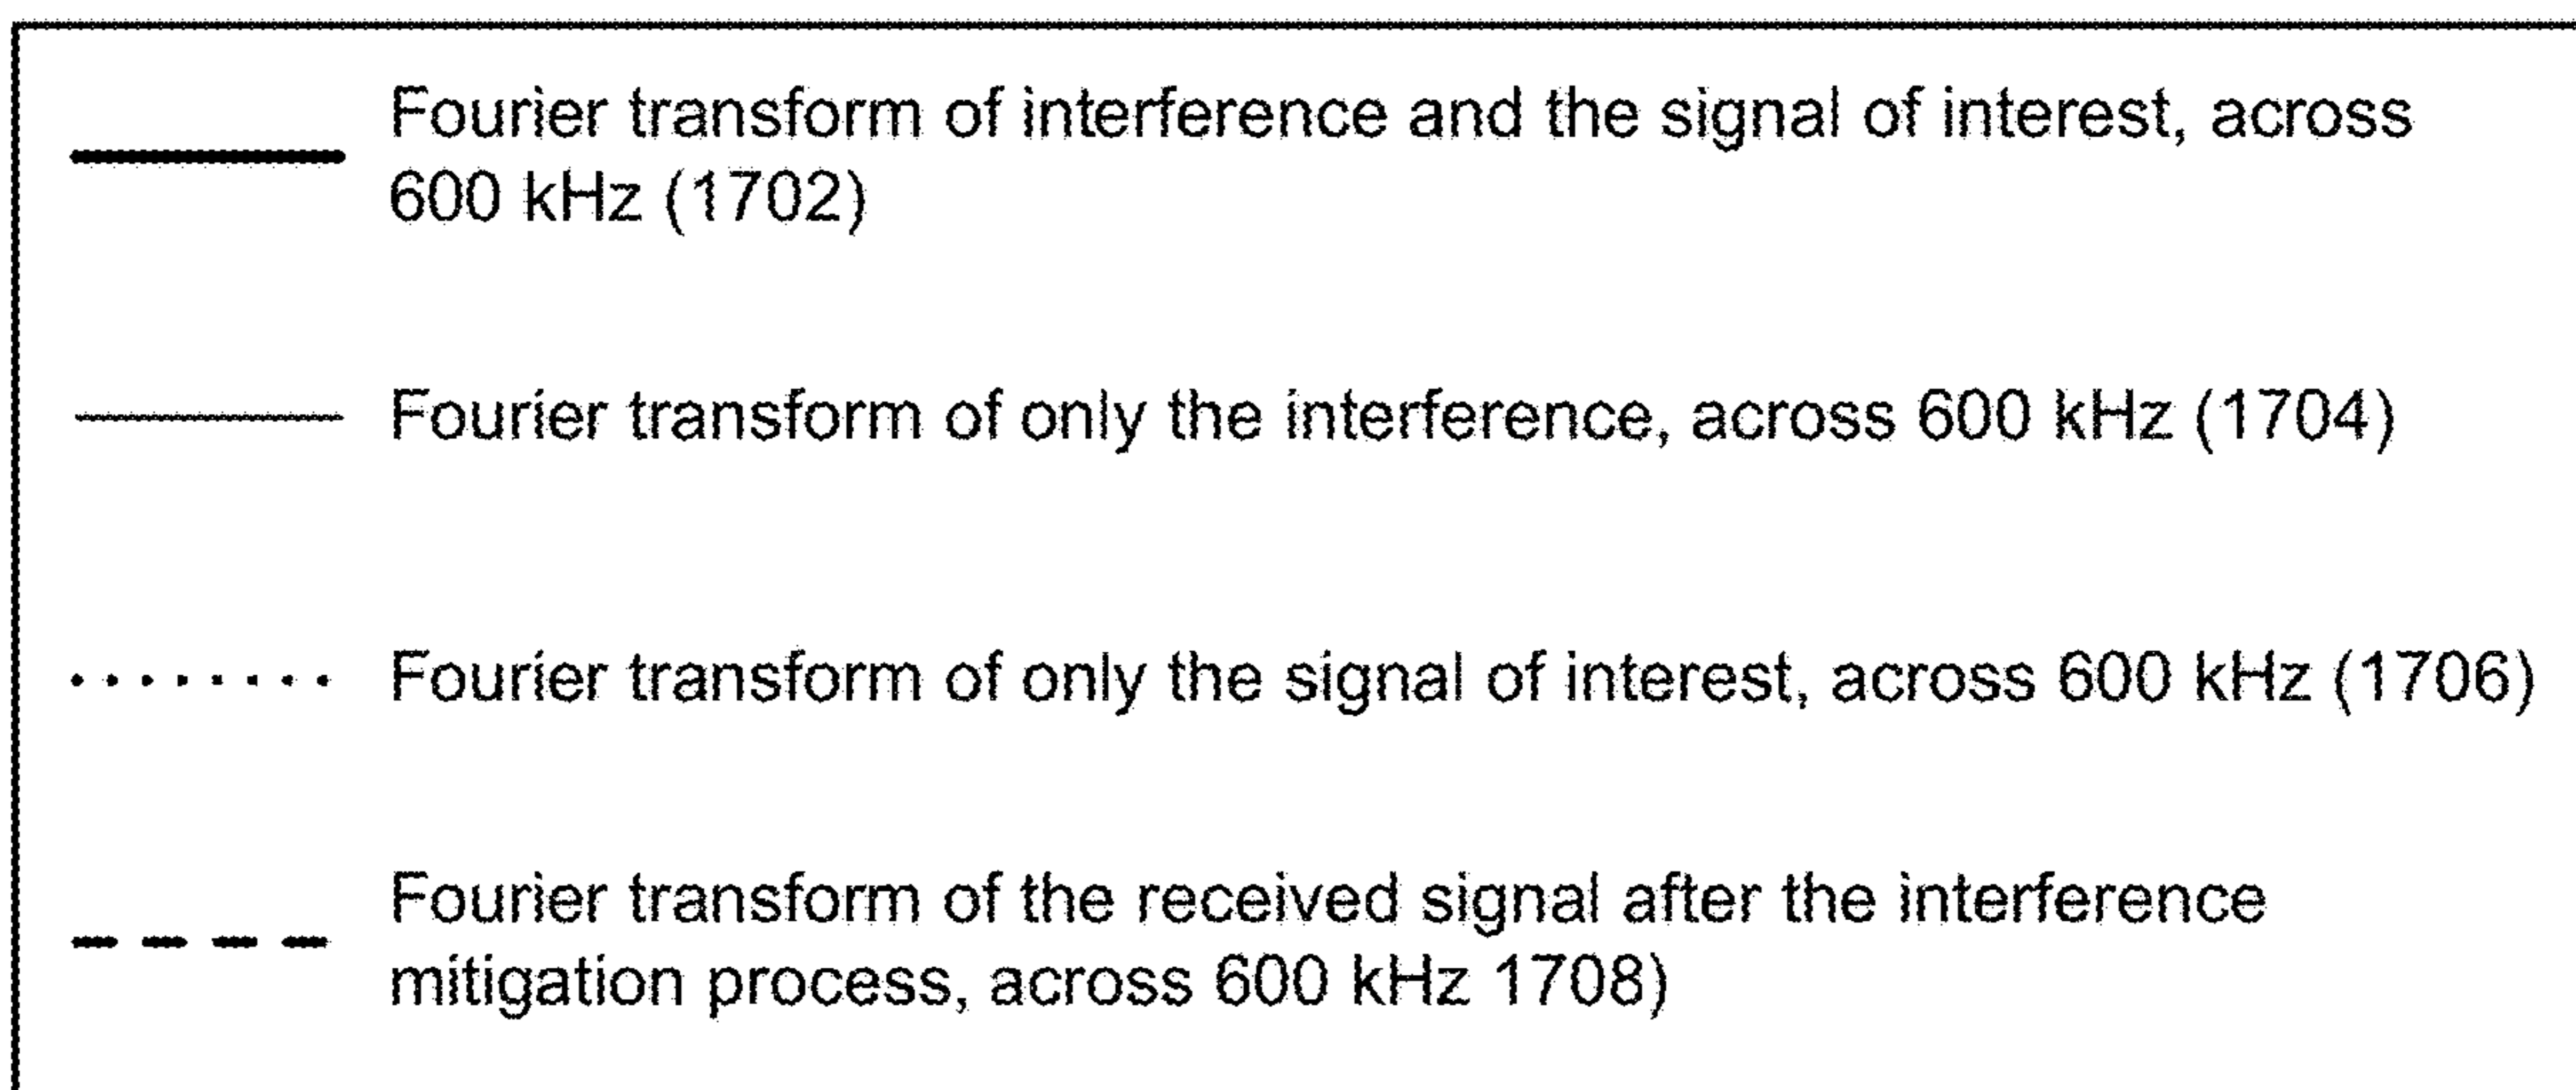 Fourier transform of interference and the signal of interest, across
600 kHz (1702)
Fourier transform of only the interference, across 600 kHz (1704)
Fourier transform of only the signal of interest, across 600 kHz (1706)
Fourier transform of the received signal after the interference
mitigation process, across 600 kHz 1708)